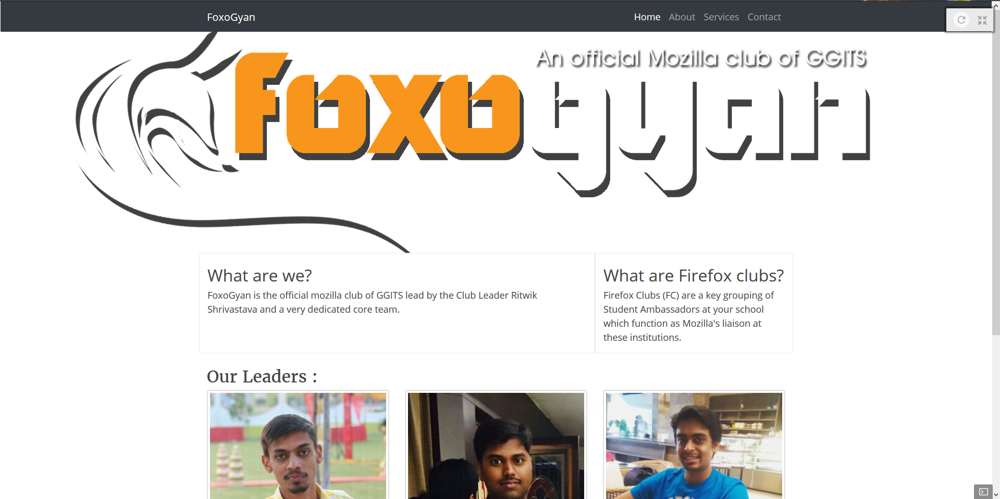 FoxoGyan
Home About Services Contact
An official Mozilla club of GGITS
Foxo gyan
What are we?
FoxoGyan is the official mozilla club of GGITS lead by the Club Leader Ritwik
Shrivastava and a very dedicated core team.
What are Firefox clubs?
Firefox Clubs (FC) are a key grouping of
Student Ambassadors at your school
which function as Mozilla's liaison at
these institutions.
Our Leaders :